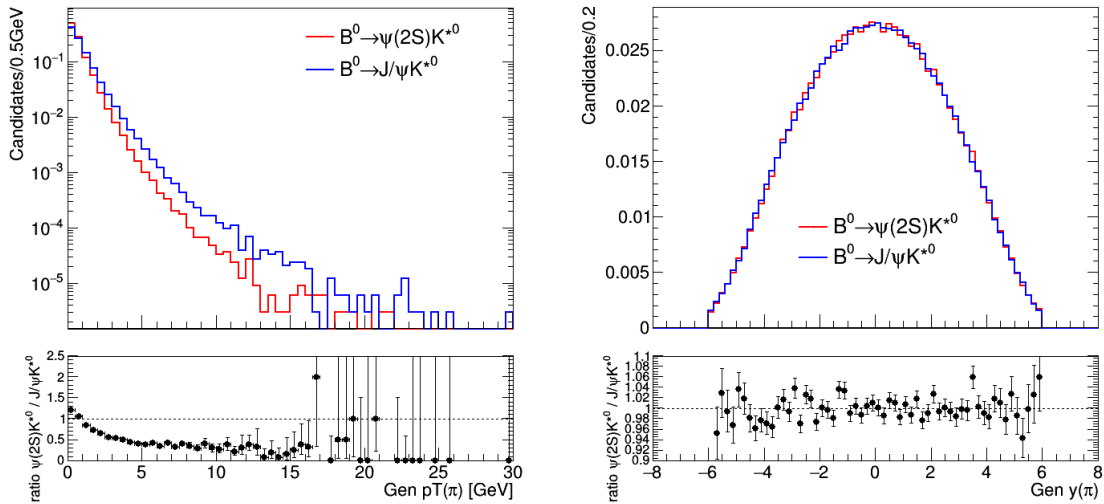 Candidates/0.5GeV
10⁻¹
10⁻²
10⁻³
10⁻⁴
10⁻⁵
B⁰→ψ(2S)K*⁰
B⁰→J/ψK*⁰
ratio ψ(2S)K*⁰ / J/ψK*⁰
2.5
2
1.5
1
0.5
0
0 5 10 15 20 25 30
Gen pT(π) [GeV]
Candidates/0.2
0.025
0.02
0.015
0.01
0.005
0
B⁰→ψ(2S)K*⁰
B⁰→J/ψK*⁰
ratio ψ(2S)K*⁰ / J/ψK*⁰
1.1
1.08
1.06
1.04
1.02
1
0.98
0.96
0.94
0.92
0.9
−8 −6 −4 −2 0 2 4 6 8
Gen y(π)